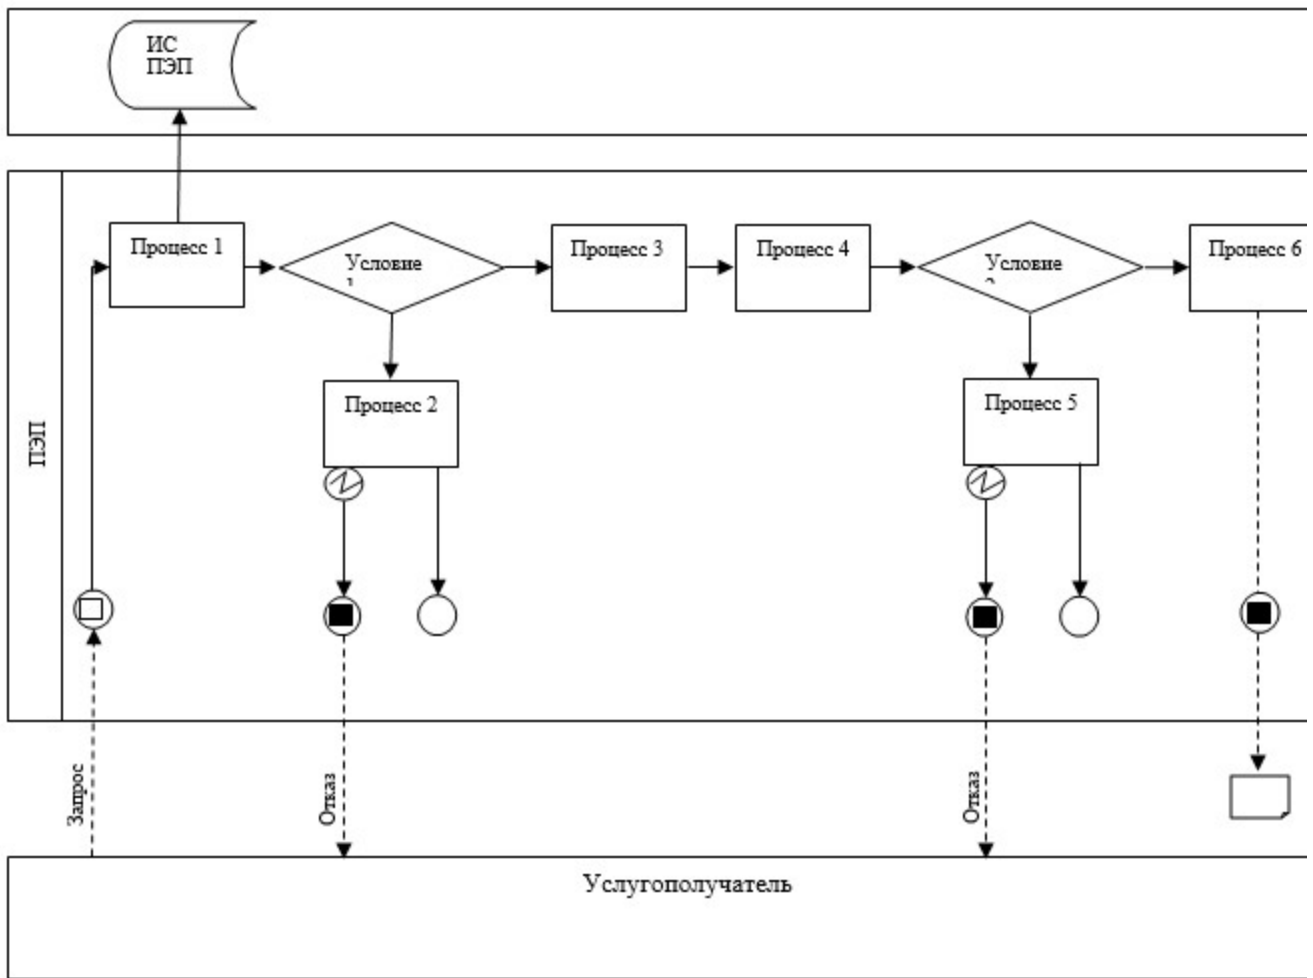 ИС
ПЭП
Процесс 1
Условие
Процесс 3
Процесс 4
Условие
Процесс 6
Процесс 2
Процесс 5
ПЭП
Запрос
Отказ
Отказ
Услугополучатель